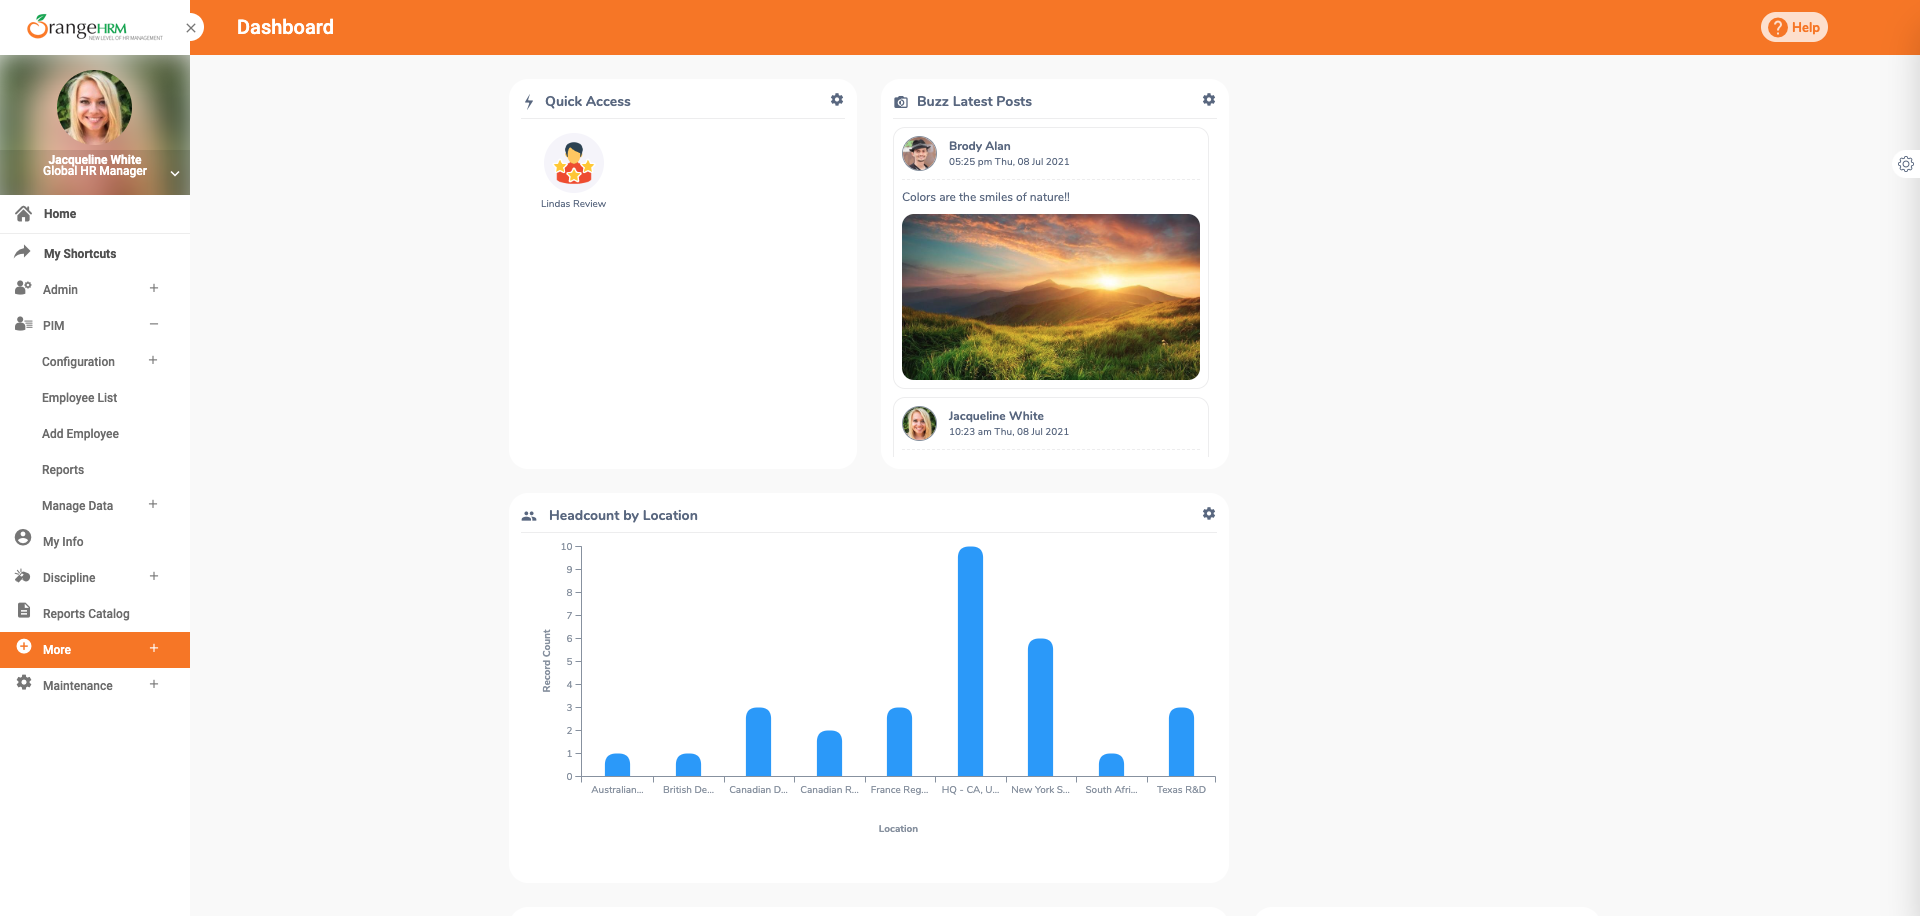 OrangeHRM
NEW LEVEL OF HR MANAGEMENT
Dashboard
? Help
Jacqueline White
Global HR Manager
Home
My Shortcuts
Admin
PIM
Configuration
Employee List
Add Employee
Reports
Manage Data
My Info
Discipline
Reports Catalog
More
Maintenance
Quick Access
Lindas Review
Buzz Latest Posts
Brody Alan
05:25 pm Thu, 08 Jul 2021
Colors are the smiles of nature!!
Jacqueline White
10:23 am Thu, 08 Jul 2021
Headcount by Location
Record Count
10
9
8
7
6
5
4
3
2
1
0
Australian... British De... Canadian D... Canadian R... France Reg... HQ - CA, U... New York S... South Afri... Texas R&D
Location